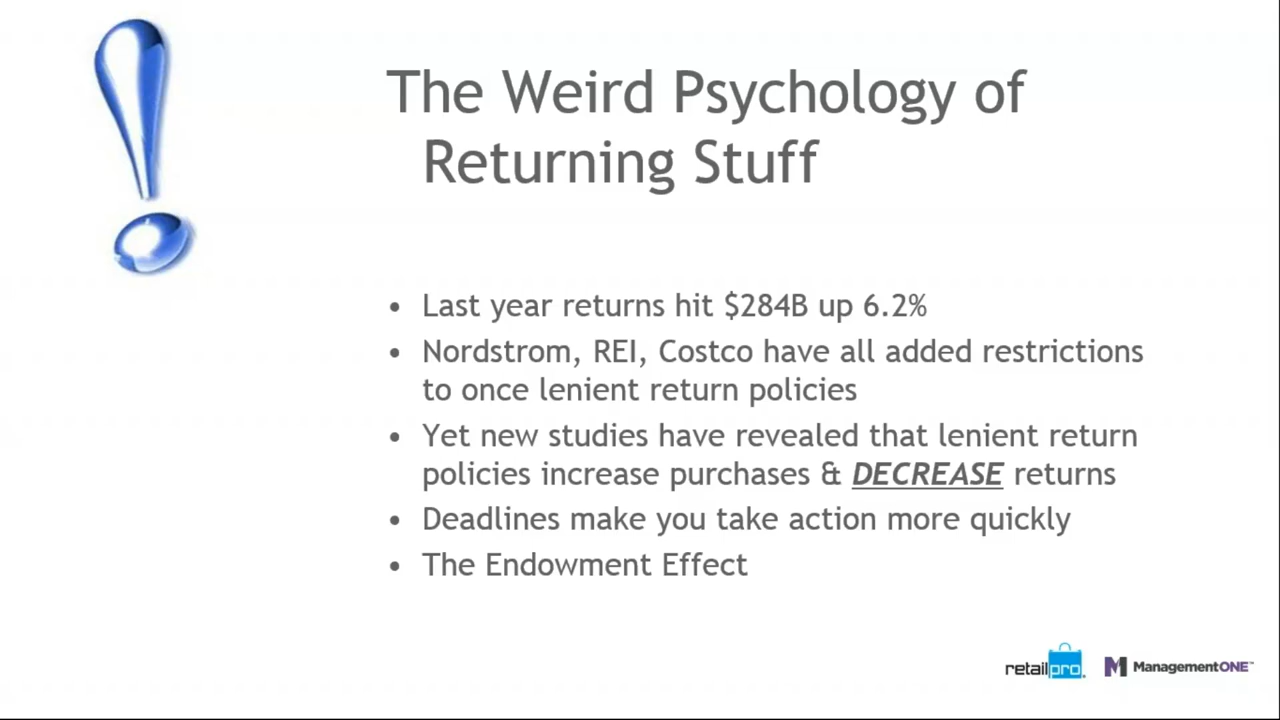 The Weird Psychology of
Returning Stuff
• Last year returns hit $284B up 6.2%
• Nordstrom, REI, Costco have all added restrictions
to once lenient return policies
• Yet new studies have revealed that lenient return
policies increase purchases & DECREASE returns
• Deadlines make you take action more quickly
• The Endowment Effect
retailpro. M ManagementONE™